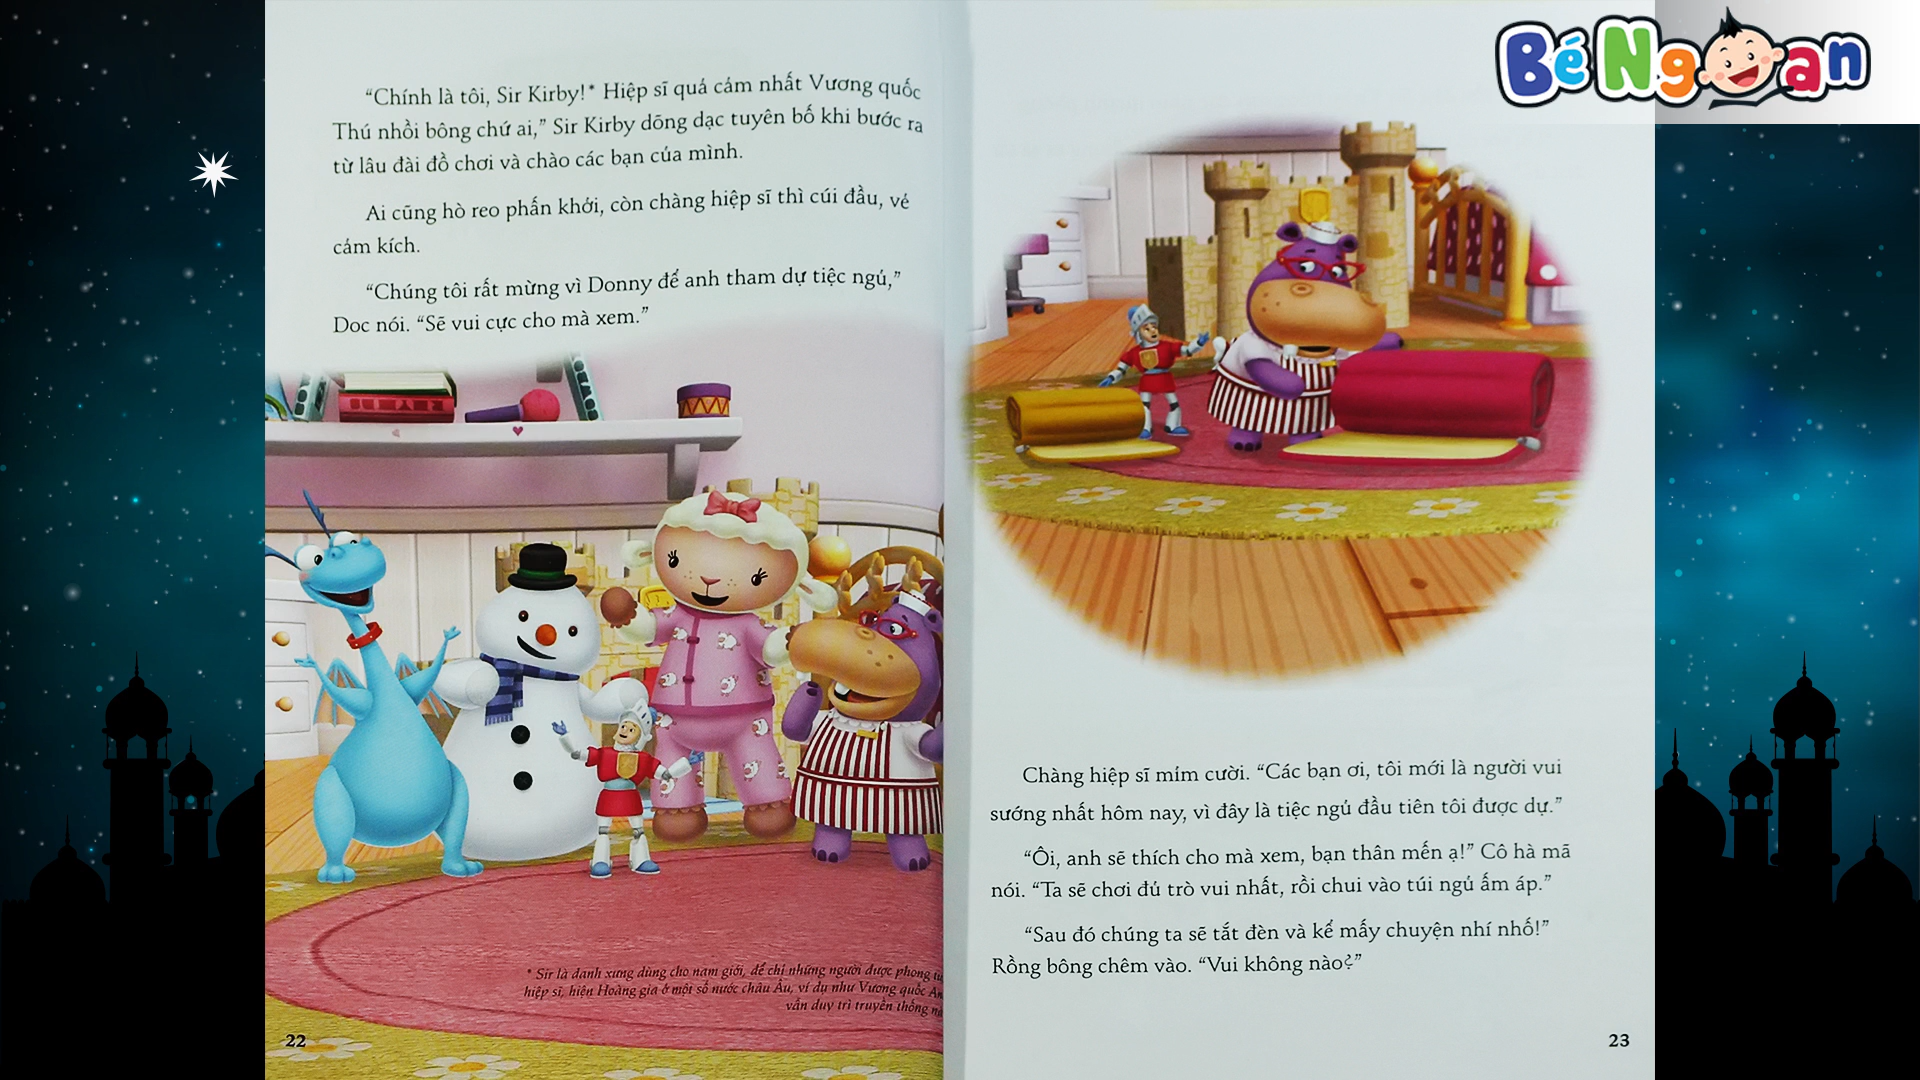 “Chính là tôi, Sir Kirby!* Hiệp sĩ quả cảm nhất Vương quốc
Thú nhồi bông chứ ai,” Sir Kirby dõng dạc tuyên bố khi bước ra
từ lâu đài đồ chơi và chào các bạn của mình.
Ai cũng hò reo phấn khởi, còn chàng hiệp sĩ thì cúi đầu, vẻ
cảm kích.
“Chúng tôi rất mừng vì Donny để anh tham dự tiệc ngủ,”
Doc nói. “Sẽ vui cực cho mà xem.”
* Sir là danh xưng dùng cho nam giới, để chỉ những người được phong
hiệp sĩ, hiện Hoàng gia ở một số nước châu Âu, ví dụ như Vương quốc
vẫn duy trì truyền thống
22
BéNgoan
Chàng hiệp sĩ mỉm cười. “Các bạn ơi, tôi mới là người vui
sướng nhất hôm nay, vì đây là tiệc ngủ đầu tiên tôi được dự.”
“Ôi, anh sẽ thích cho mà xem, bạn thân mến ạ!” Cô hà mã
nói. “Ta sẽ chơi đủ trò vui nhất, rồi chui vào túi ngủ ấm áp.”
“Sau đó chúng ta sẽ tắt đèn và kể mấy chuyện nhí nhố!”
Rồng bông chêm vào. “Vui không nào?”
23